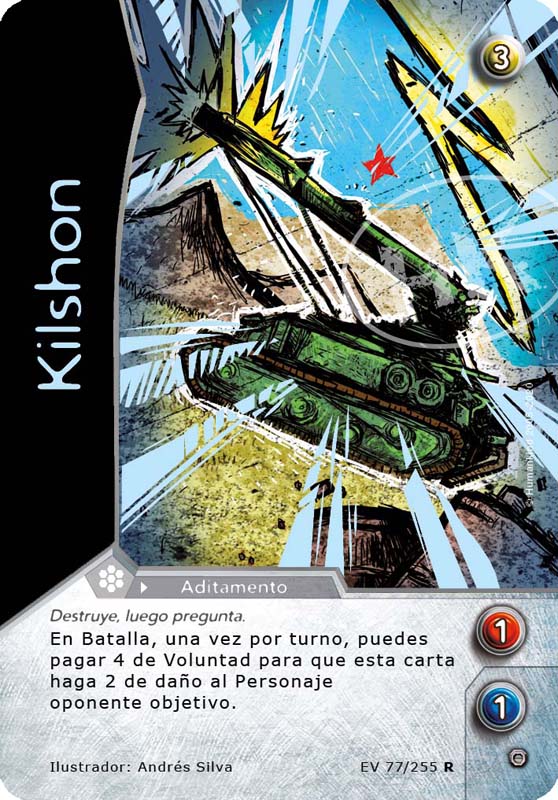 3
Kilshon
Aditamento
Destruye, luego pregunta.
En Batalla, una vez por turno, puedes
pagar 4 de Voluntad para que esta carta
haga 2 de daño al Personaje
oponente objetivo.
1
1
Ilustrador: Andrés Silva
EV 77/255 R